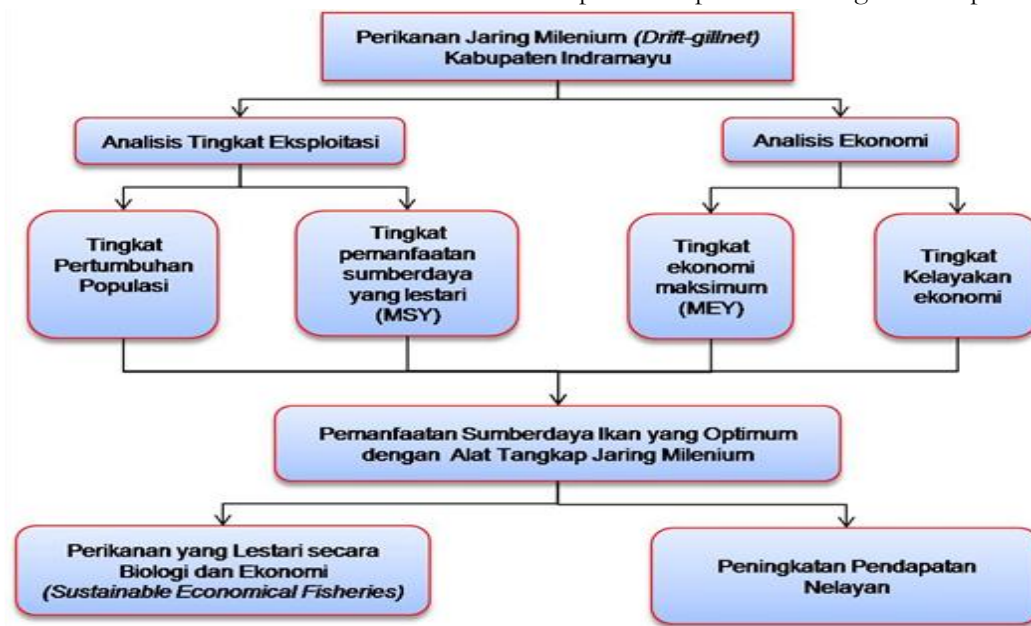 Perikanan Jaring Milenium (Drift-gillnet)
Kabupaten Indramayu
Analisis Tingkat Eksploitasi
Analisis Ekonomi
Tingkat
Pertumbuhan
Populasi
Tingkat
pemanfaatan
sumberdaya
yang lestari
(MSY)
Tingkat
ekonomi
maksimum
(MEY)
Tingkat
Kelayakan
ekonomi
Pemanfaatan Sumberdaya Ikan yang Optimum
dengan Alat Tangkap Jaring Milenium
Perikanan yang Lestari secara
Biologi dan Ekonomi
(Sustainable Economical Fisheries)
Peningkatan Pendapatan
Nelayan